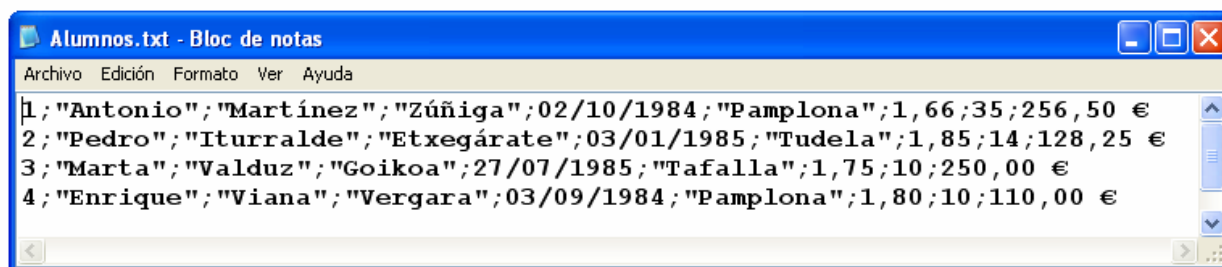 Alumnos.txt - Bloc de notas
Archivo Edición Formato Ver Ayuda
1;"Antonio";"Martínez";"Zúñiga";02/10/1984;"Pamplona";1,66;35;256,50 €
2;"Pedro";"Iturralde";"Etxegárate";03/01/1985;"Tudela";1,85;14;128,25 €
3;"Marta";"Valduz";"Goikoa";27/07/1985;"Tafalla";1,75;10;250,00 €
4;"Enrique";"Viana";"Vergara";03/09/1984;"Pamplona";1,80;10;110,00 €